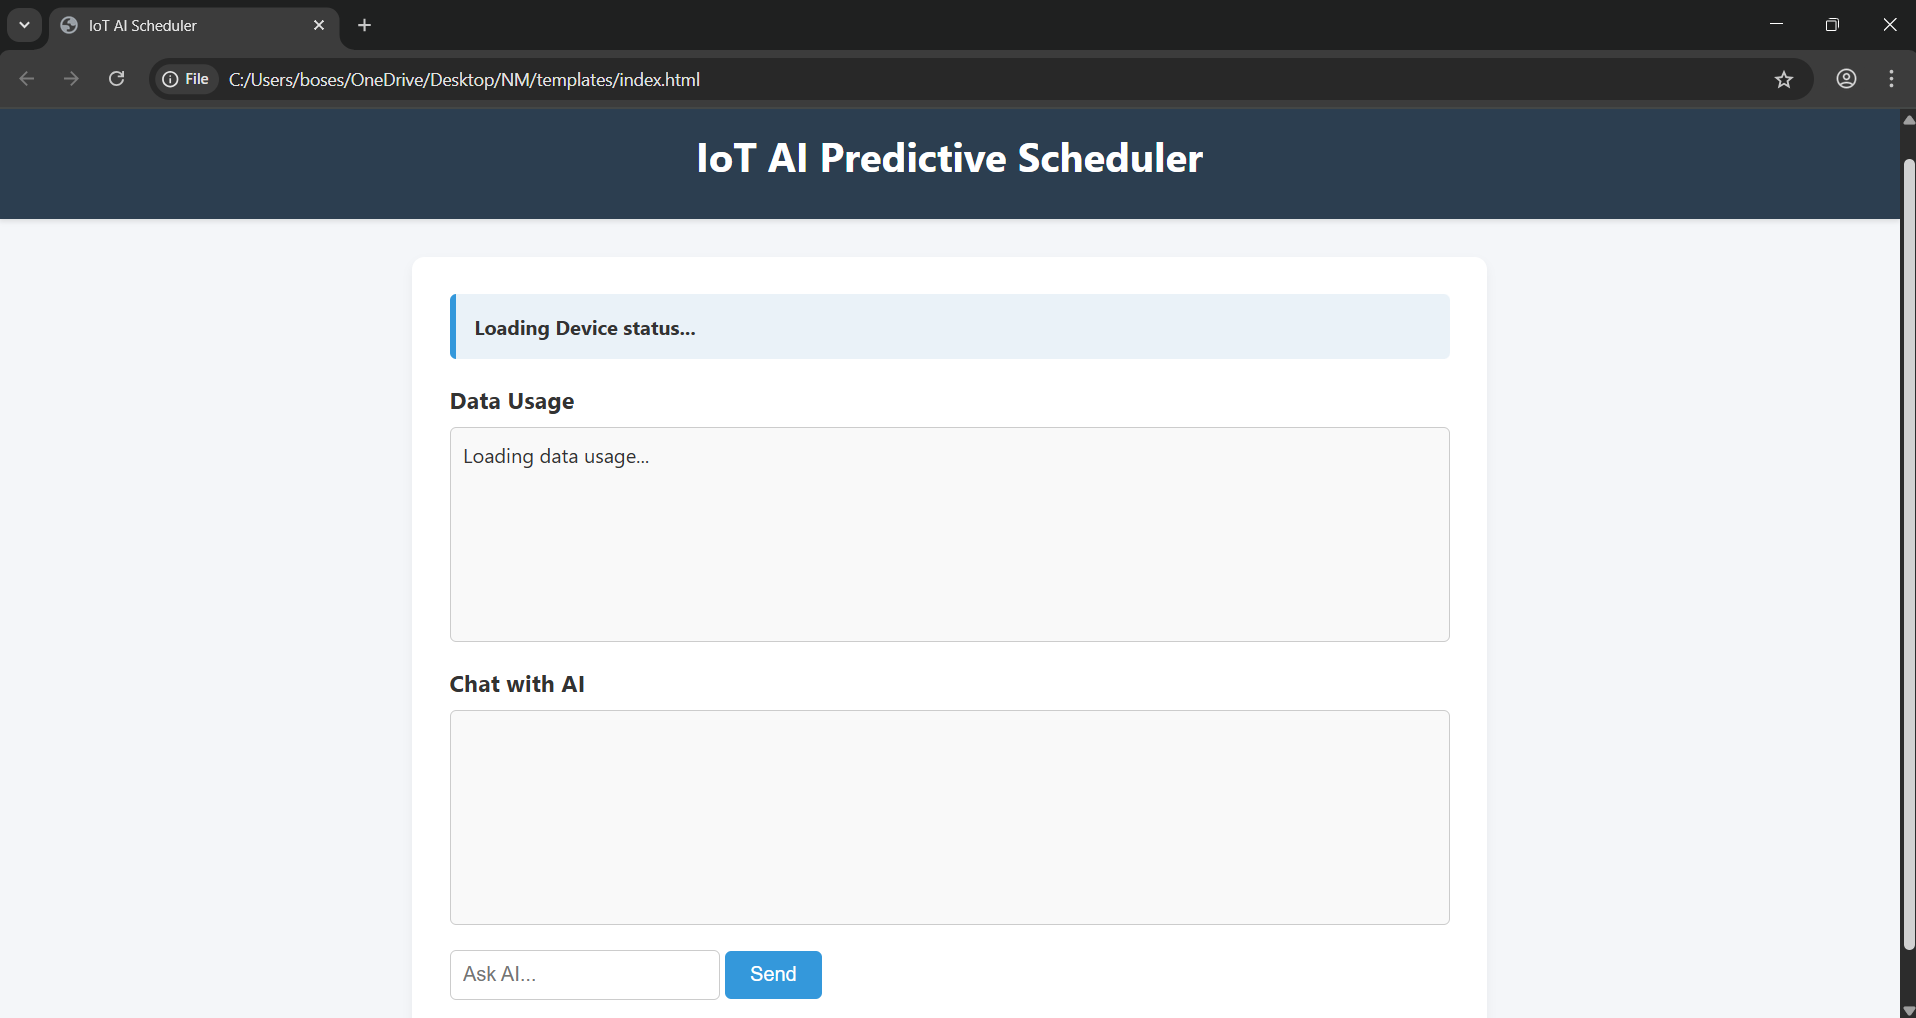 IoT AI Scheduler
File C:/Users/boses/OneDrive/Desktop/NM/templates/index.html
IoT AI Predictive Scheduler
Loading Device status...
Data Usage
Loading data usage...
Chat with AI
Ask AI... Send